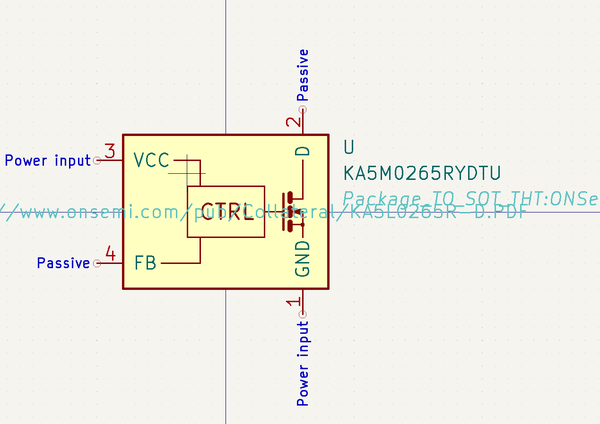 Passive
2
D
U
Power input
3
VCC
KA5M0265RYDTU
Package_TO_SOT_THT:ONSe
//www.onsemi.com/pub/Collateral/KA5L0265R-D.PDF
CTRL
Passive
4
FB
GND
1
Power input